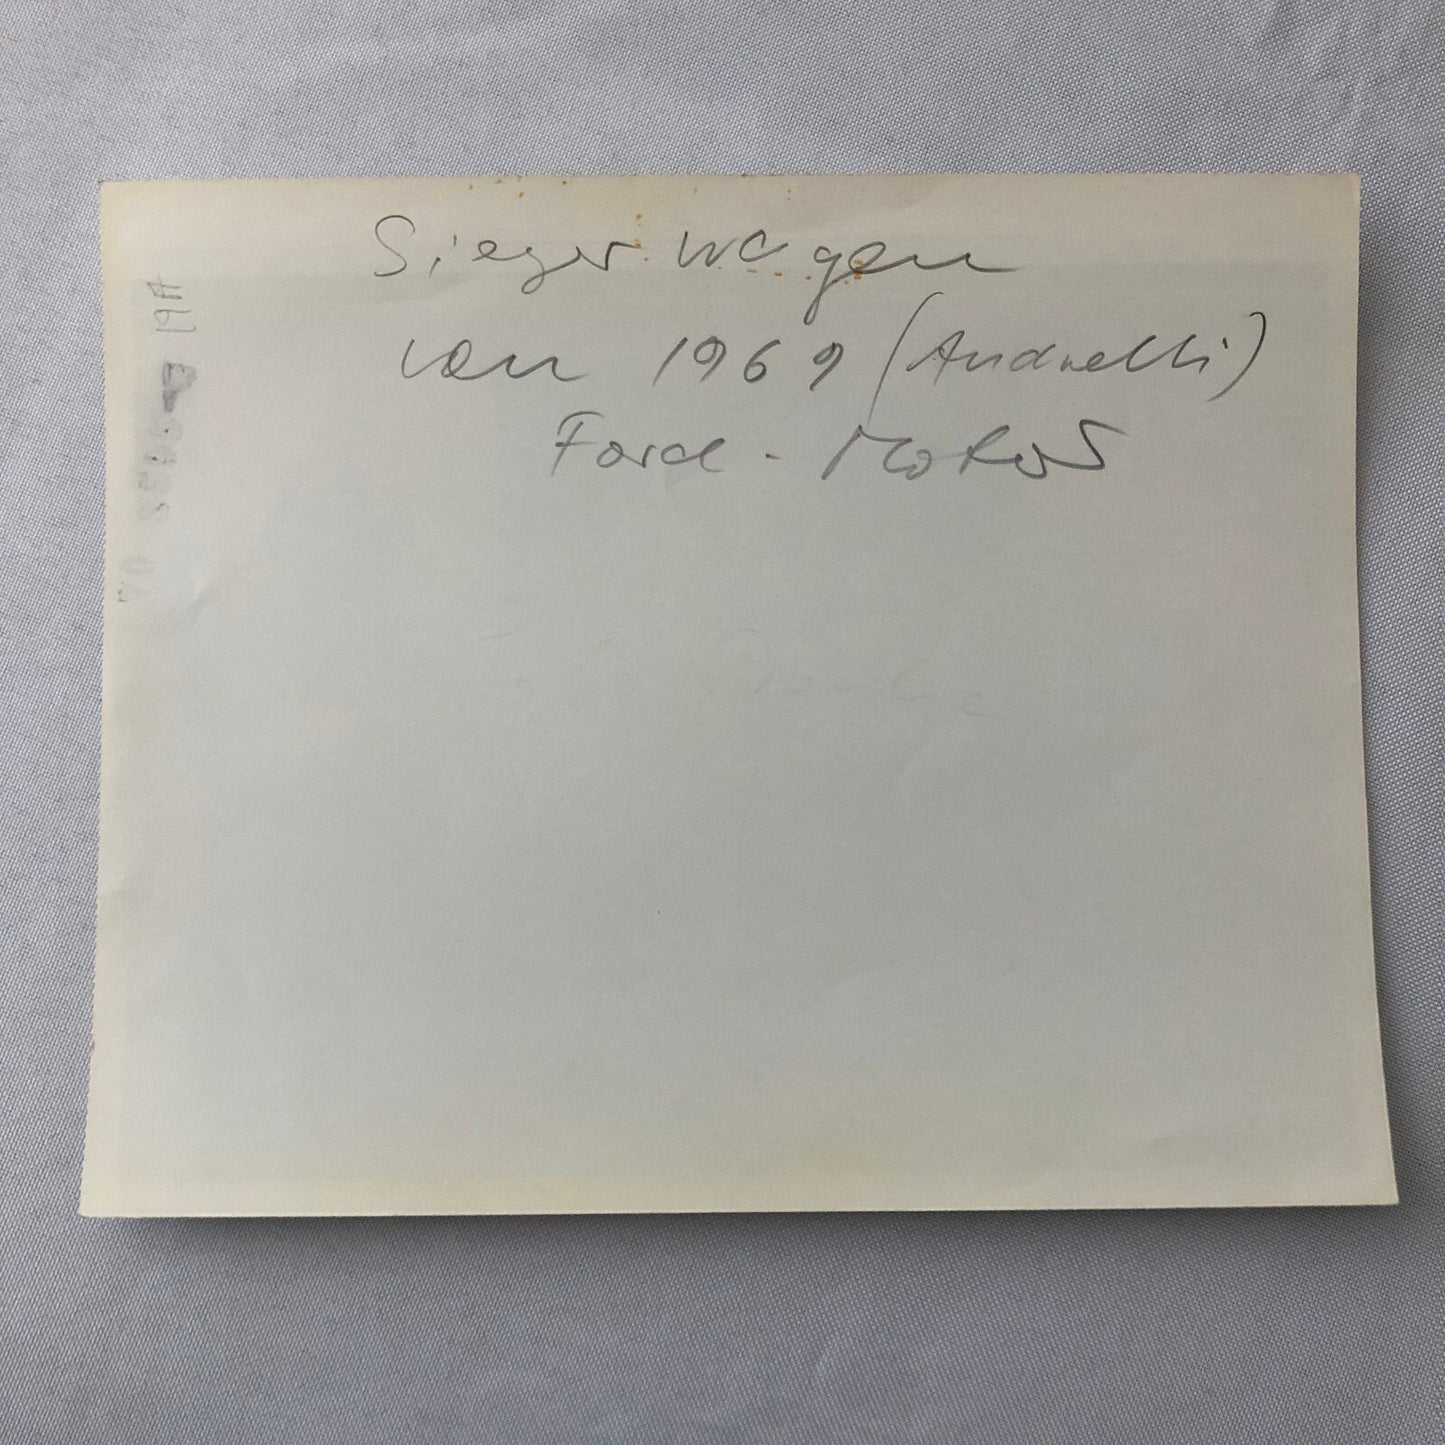 Siegerwagen
von 1969 (Andretti)
Ford - Motor